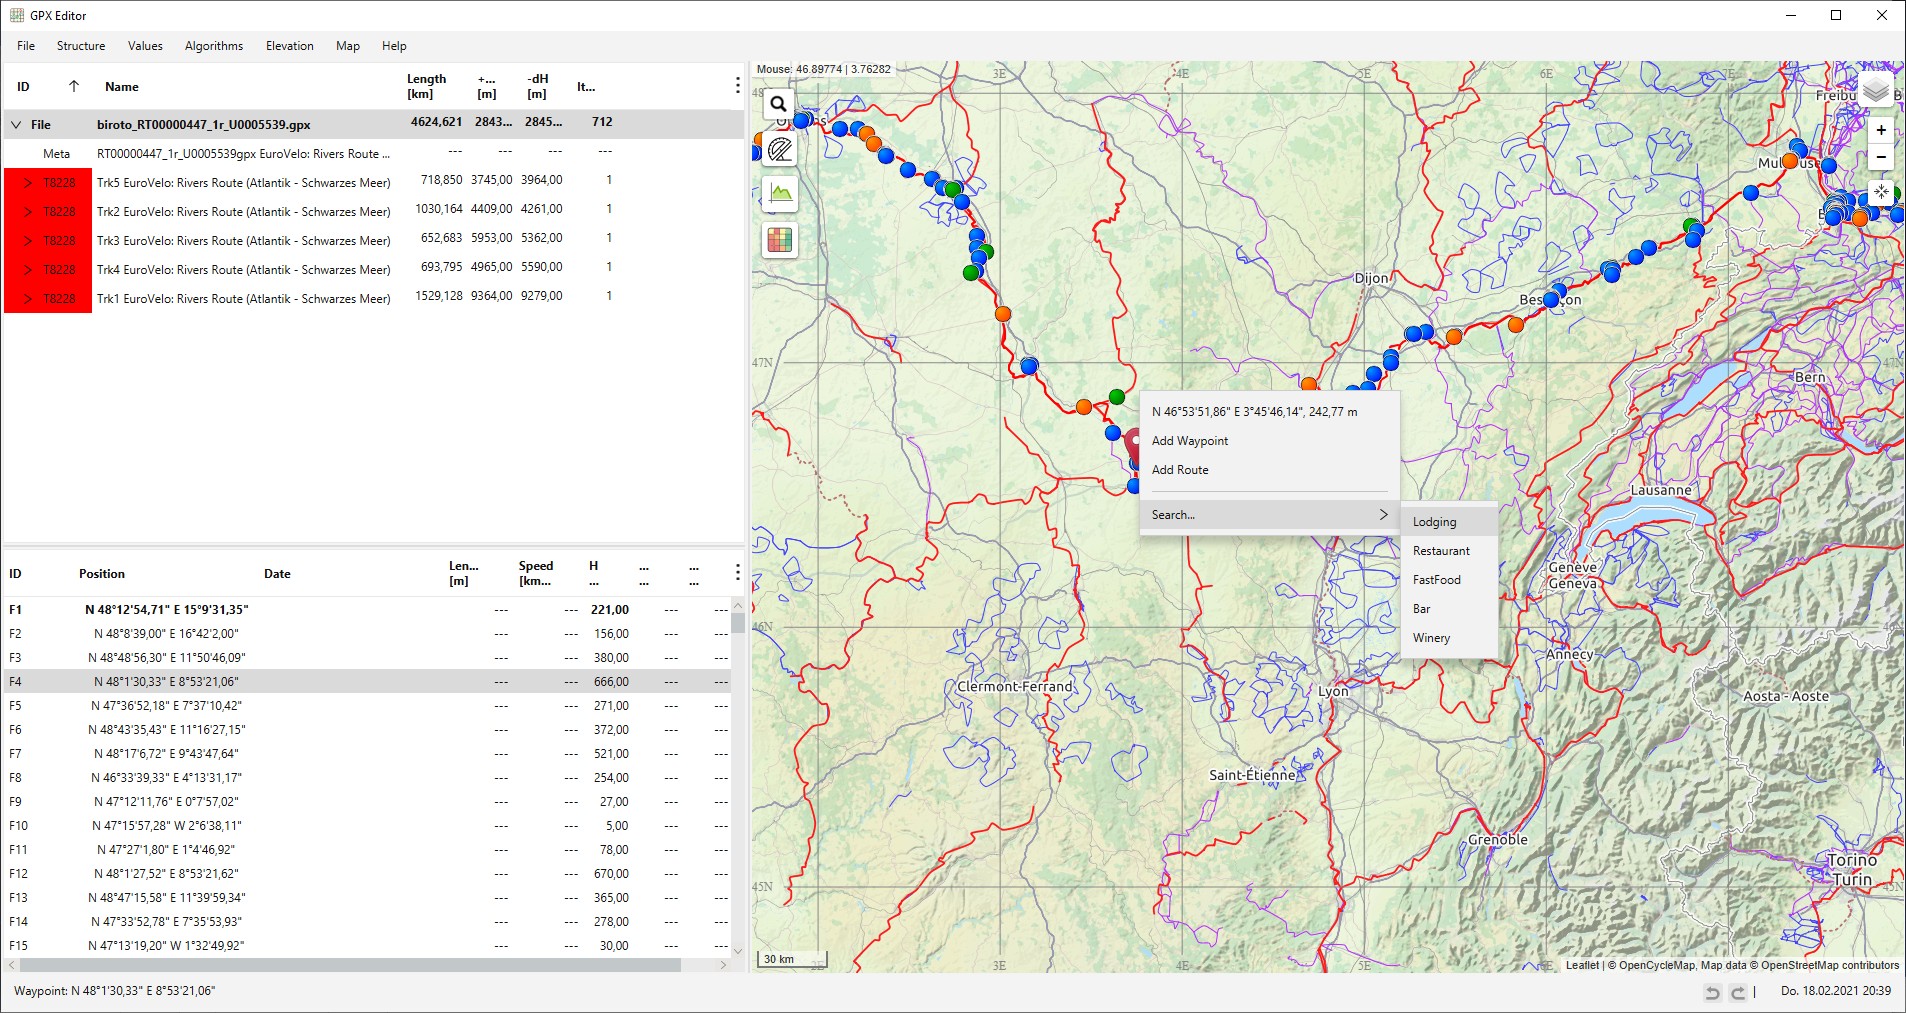 GPX Editor
File Structure Values Algorithms Elevation Map Help
ID Name Length [km] +... [m] -dH [m] It...
File biroto_RT00000447_1r_U0005539.gpx 4624,621 2843... 2845... 712
Meta RT00000447_1r_U0005539gpx EuroVelo: Rivers Route ... --- --- --- ---
T8228 Trk5 EuroVelo: Rivers Route (Atlantik - Schwarzes Meer) 718,850 3745,00 3964,00 1
T8228 Trk2 EuroVelo: Rivers Route (Atlantik - Schwarzes Meer) 1030,164 4409,00 4261,00 1
T8228 Trk3 EuroVelo: Rivers Route (Atlantik - Schwarzes Meer) 652,683 5953,00 5362,00 1
T8228 Trk4 EuroVelo: Rivers Route (Atlantik - Schwarzes Meer) 693,795 4965,00 5590,00 1
T8228 Trk1 EuroVelo: Rivers Route (Atlantik - Schwarzes Meer) 1529,128 9364,00 9279,00 1
ID Position Date Len... [m] Speed [km... H ... ... ... ... ...
F1 N 48°12'54,71" E 15°9'31,35" --- --- 221,00 --- ---
F2 N 48°8'39,00" E 16°42'2,00" --- --- 156,00 --- ---
F3 N 48°48'56,30" E 11°50'46,09" --- --- 380,00 --- ---
F4 N 48°1'30,33" E 8°53'21,06" --- --- 666,00 --- ---
F5 N 47°36'52,18" E 7°37'10,42" --- --- 271,00 --- ---
F6 N 48°43'35,43" E 11°16'27,15" --- --- 372,00 --- ---
F7 N 48°17'6,72" E 9°43'47,64" --- --- 521,00 --- ---
F8 N 46°33'39,33" E 4°13'31,17" --- --- 254,00 --- ---
F9 N 47°12'11,76" E 0°7'57,02" --- --- 27,00 --- ---
F10 N 47°15'57,28" W 2°6'38,11" --- --- 5,00 --- ---
F11 N 47°27'1,80" E 1°4'46,92" --- --- 78,00 --- ---
F12 N 48°1'27,52" E 8°53'21,62" --- --- 670,00 --- ---
F13 N 48°47'15,58" E 11°39'59,34" --- --- 365,00 --- ---
F14 N 47°33'52,78" E 7°35'53,93" --- --- 278,00 --- ---
F15 N 47°13'19,20" W 1°32'49,92" --- --- 30,00 --- ---
Mouse: 46.89774 | 3.76282
3E 4E 5E 6E
Freibu
+
−
Dijon
47N
Bern
N 46°53'51,86" E 3°45'46,14", 242,77 m
Add Waypoint
Add Route
Search...
Lodging
Restaurant
FastFood
Bar
Winery
Lausanne
Genève
Geneva
46N
Annecy
Clermont-Ferrand
Lyon
Aosta - Aoste
Saint-Étienne
Grenoble
Torino
Turin
45N 45N
30 km
2E 3E 4E 5E 6E
Leaflet | © OpenCycleMap, Map data © OpenStreetMap contributors
Waypoint: N 48°1'30,33" E 8°53'21,06"
Do. 18.02.2021 20:39